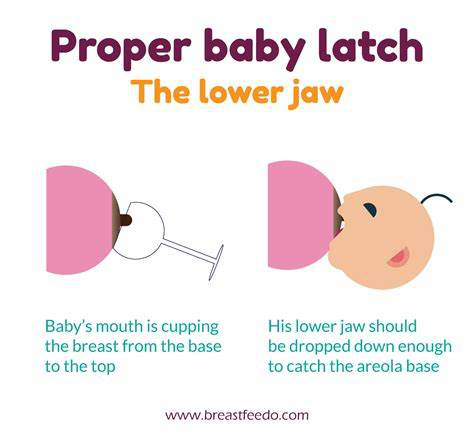 Proper baby latch
The lower jaw
Baby's mouth is cupping
the breast from the base
to the top
His lower jaw should
be dropped down enough
to catch the areola base
www.breastfeedo.com